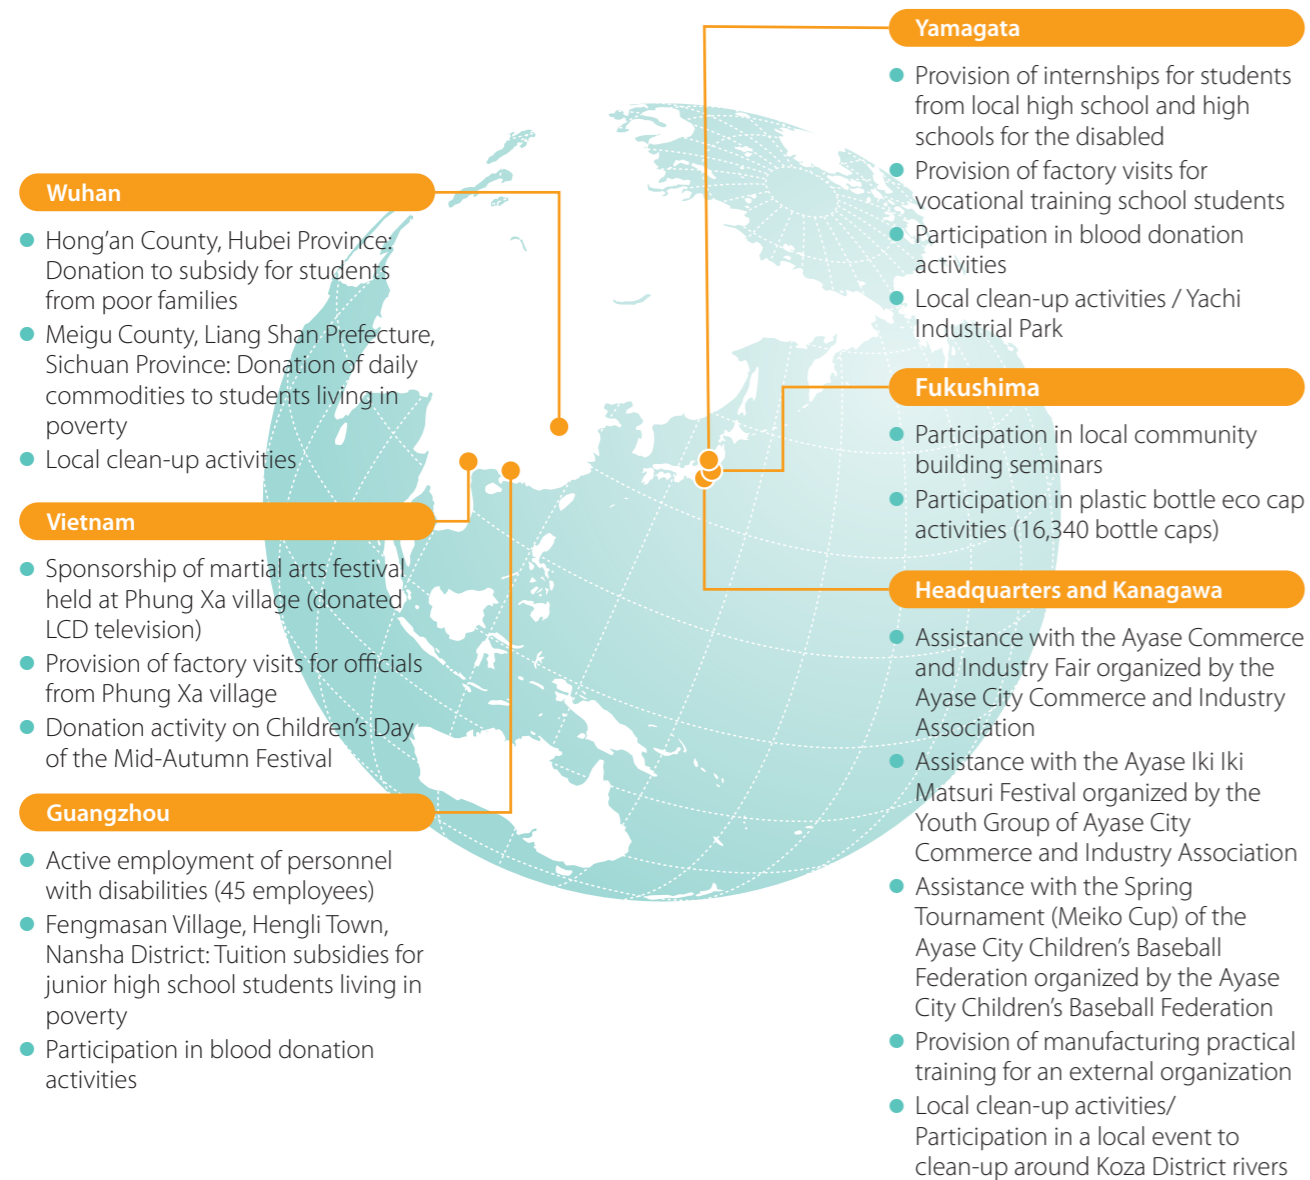 Wuhan
Hong’an County, Hubei Province:
Donation to subsidy for students
from poor families
Meigu County, Liang Shan Prefecture,
Sichuan Province: Donation of daily
commodities to students living in
poverty
Local clean-up activities
Vietnam
Sponsorship of martial arts festival
held at Phung Xa village (donated
LCD television)
Provision of factory visits for officials
from Phung Xa village
Donation activity on Children’s Day
of the Mid-Autumn Festival
Guangzhou
Active employment of personnel
with disabilities (45 employees)
Fengmasan Village, Hengli Town,
Nansha District: Tuition subsidies for
junior high school students living in
poverty
Participation in blood donation
activities
Yamagata
Provision of internships for students
from local high school and high
schools for the disabled
Provision of factory visits for
vocational training school students
Participation in blood donation
activities
Local clean-up activities / Yachi
Industrial Park
Fukushima
Participation in local community
building seminars
Participation in plastic bottle eco cap
activities (16,340 bottle caps)
Headquarters and Kanagawa
Assistance with the Ayase Commerce
and Industry Fair organized by the
Ayase City Commerce and Industry
Association
Assistance with the Ayase Iki Iki
Matsuri Festival organized by the
Youth Group of Ayase City
Commerce and Industry Association
Assistance with the Spring
Tournament (Meiko Cup) of the
Ayase City Children’s Baseball
Federation organized by the Ayase
City Children’s Baseball Federation
Provision of manufacturing practical
training for an external organization
Local clean-up activities/
Participation in a local event to
clean-up around Koza District rivers